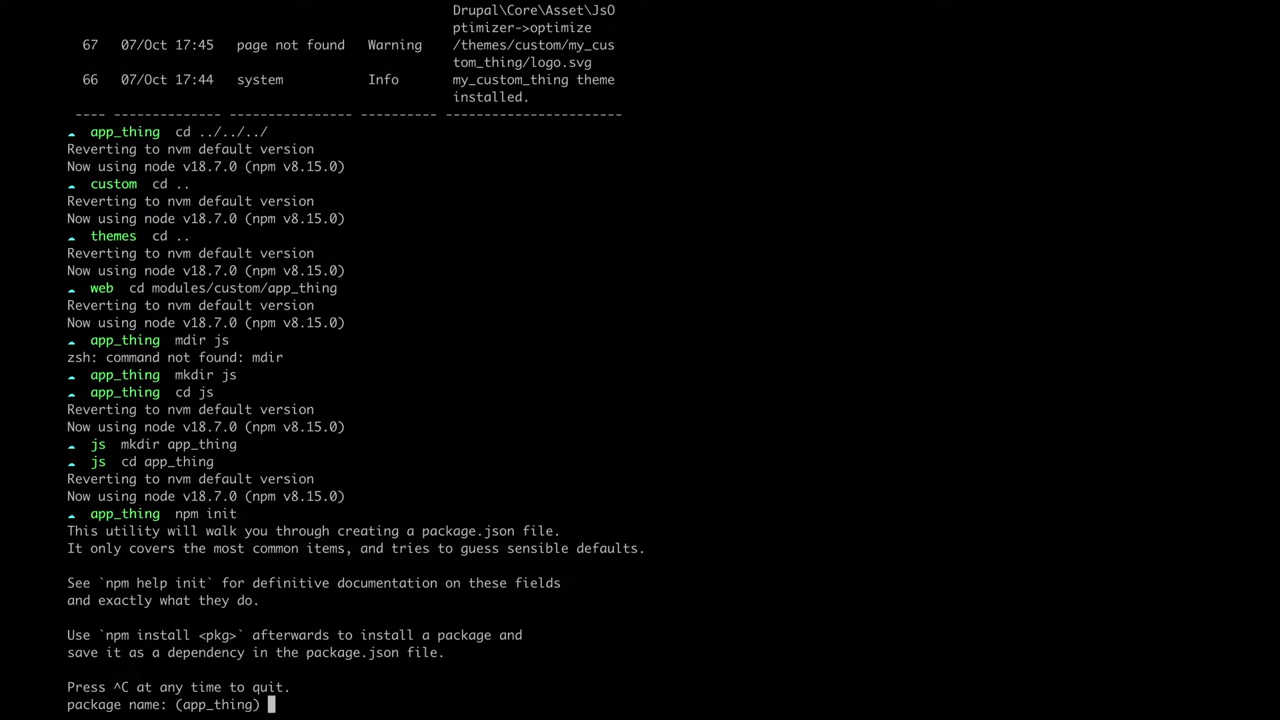 Drupal\Core\Asset\JsO
ptimizer->optimize
67 07/Oct 17:45 page not found Warning /themes/custom/my_cus
tom_thing/logo.svg
66 07/Oct 17:44 system Info my_custom_thing theme
installed.
---- -------------- ---------------- ---------- -----------------------
app_thing cd ../../../
Reverting to nvm default version
Now using node v18.7.0 (npm v8.15.0)
custom cd ..
Reverting to nvm default version
Now using node v18.7.0 (npm v8.15.0)
themes cd ..
Reverting to nvm default version
Now using node v18.7.0 (npm v8.15.0)
web cd modules/custom/app_thing
Reverting to nvm default version
Now using node v18.7.0 (npm v8.15.0)
app_thing mdir js
zsh: command not found: mdir
app_thing mkdir js
app_thing cd js
Reverting to nvm default version
Now using node v18.7.0 (npm v8.15.0)
js mkdir app_thing
js cd app_thing
Reverting to nvm default version
Now using node v18.7.0 (npm v8.15.0)
app_thing npm init
This utility will walk you through creating a package.json file.
It only covers the most common items, and tries to guess sensible defaults.
See `npm help init` for definitive documentation on these fields
and exactly what they do.
Use `npm install <pkg>` afterwards to install a package and
save it as a dependency in the package.json file.
Press ^C at any time to quit.
package name: (app_thing)